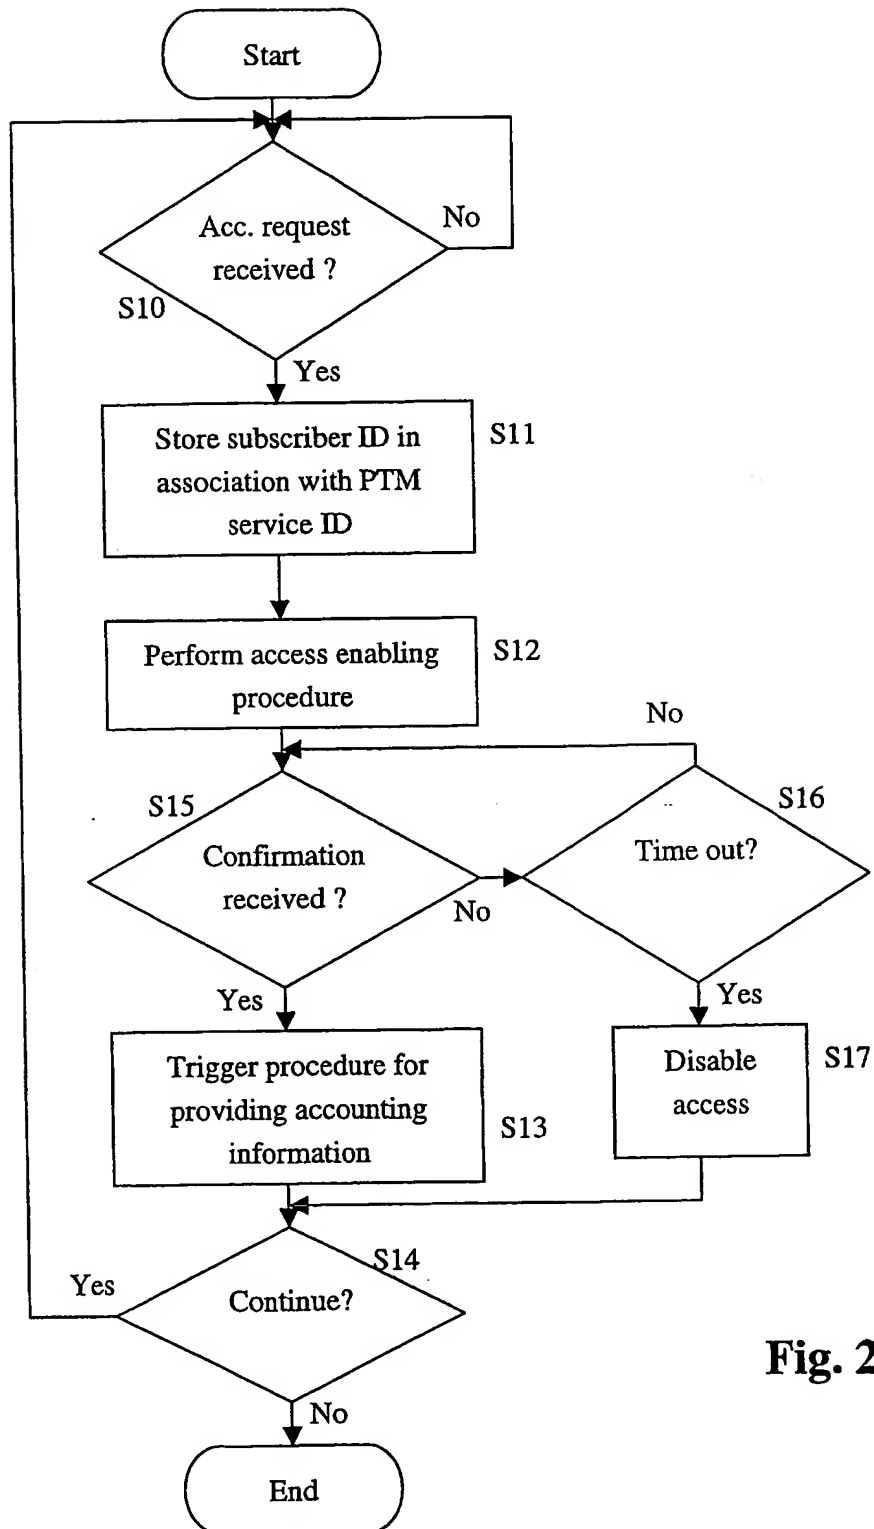 Start
Acc. request
received ?
No
S10
Yes
Store subscriber ID in
association with PTM
service ID
S11
Perform access enabling
procedure
S12
No
S15
Confirmation
received ?
No
S16
Time out?
Yes
Yes
Trigger procedure for
providing accounting
information
S13
Disable
access
S17
S14
Yes
Continue?
No
End
Fig. 2